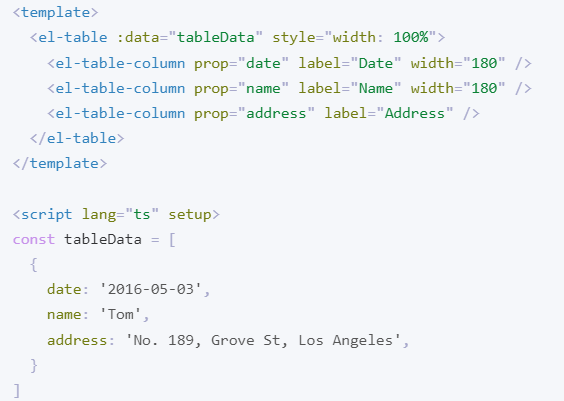 <template>
  <el-table :data="tableData" style="width: 100%">
    <el-table-column prop="date" label="Date" width="180" />
    <el-table-column prop="name" label="Name" width="180" />
    <el-table-column prop="address" label="Address" />
  </el-table>
</template>

<script lang="ts" setup>
const tableData = [
  {
    date: '2016-05-03',
    name: 'Tom',
    address: 'No. 189, Grove St, Los Angeles',
  }
]